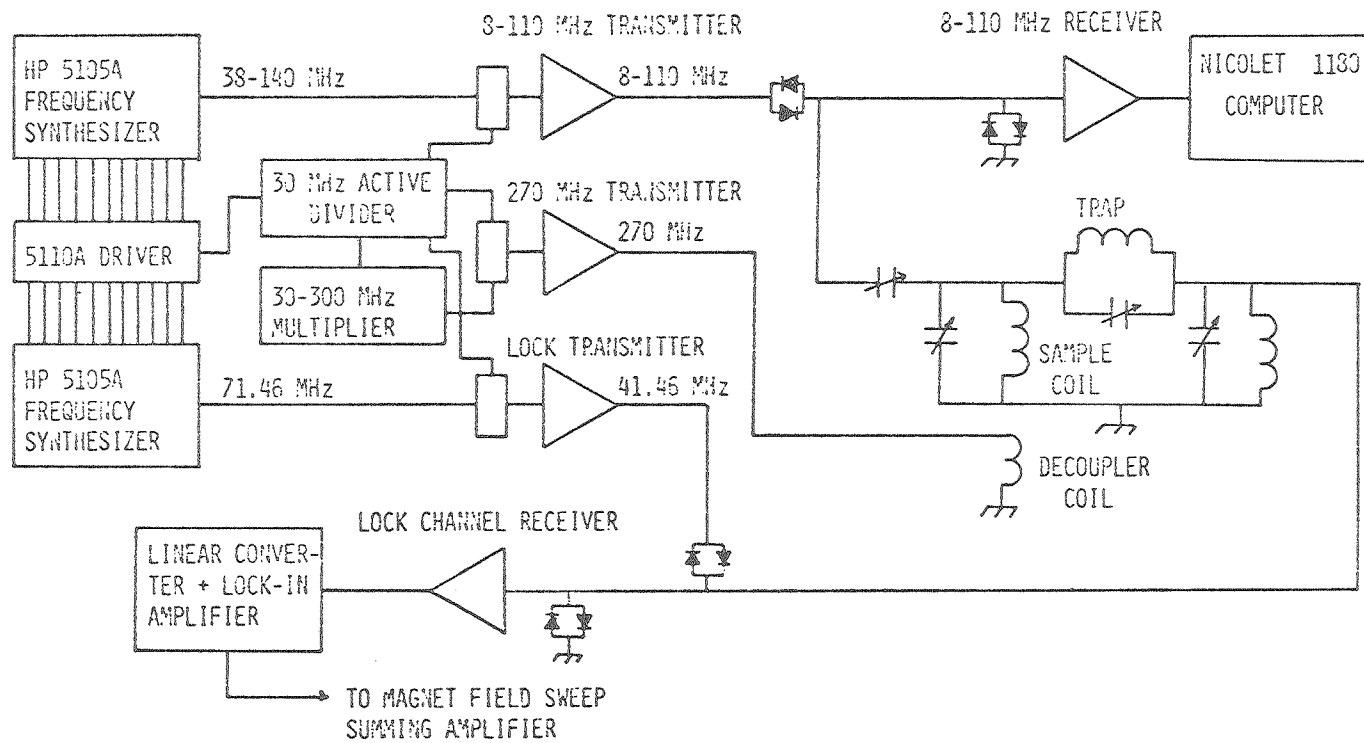 8-110 MHz TRANSMITTER
8-110 MHz RECEIVER
HP 5105A
FREQUENCY
SYNTHESIZER
38-140 MHz
8-110 MHz
NICOLET 1180
COMPUTER
30 MHz ACTIVE
DIVIDER
270 MHz TRANSMITTER
270 MHz
TRAP
5110A DRIVER
30-300 MHz
MULTIPLIER
LOCK TRANSMITTER
SAMPLE
COIL
HP 5105A
FREQUENCY
SYNTHESIZER
71.46 MHz
41.46 MHz
DECOUPLER
COIL
LOCK CHANNEL RECEIVER
LINEAR CONVER-
TER + LOCK-IN
AMPLIFIER
TO MAGNET FIELD SWEEP
SUMMING AMPLIFIER